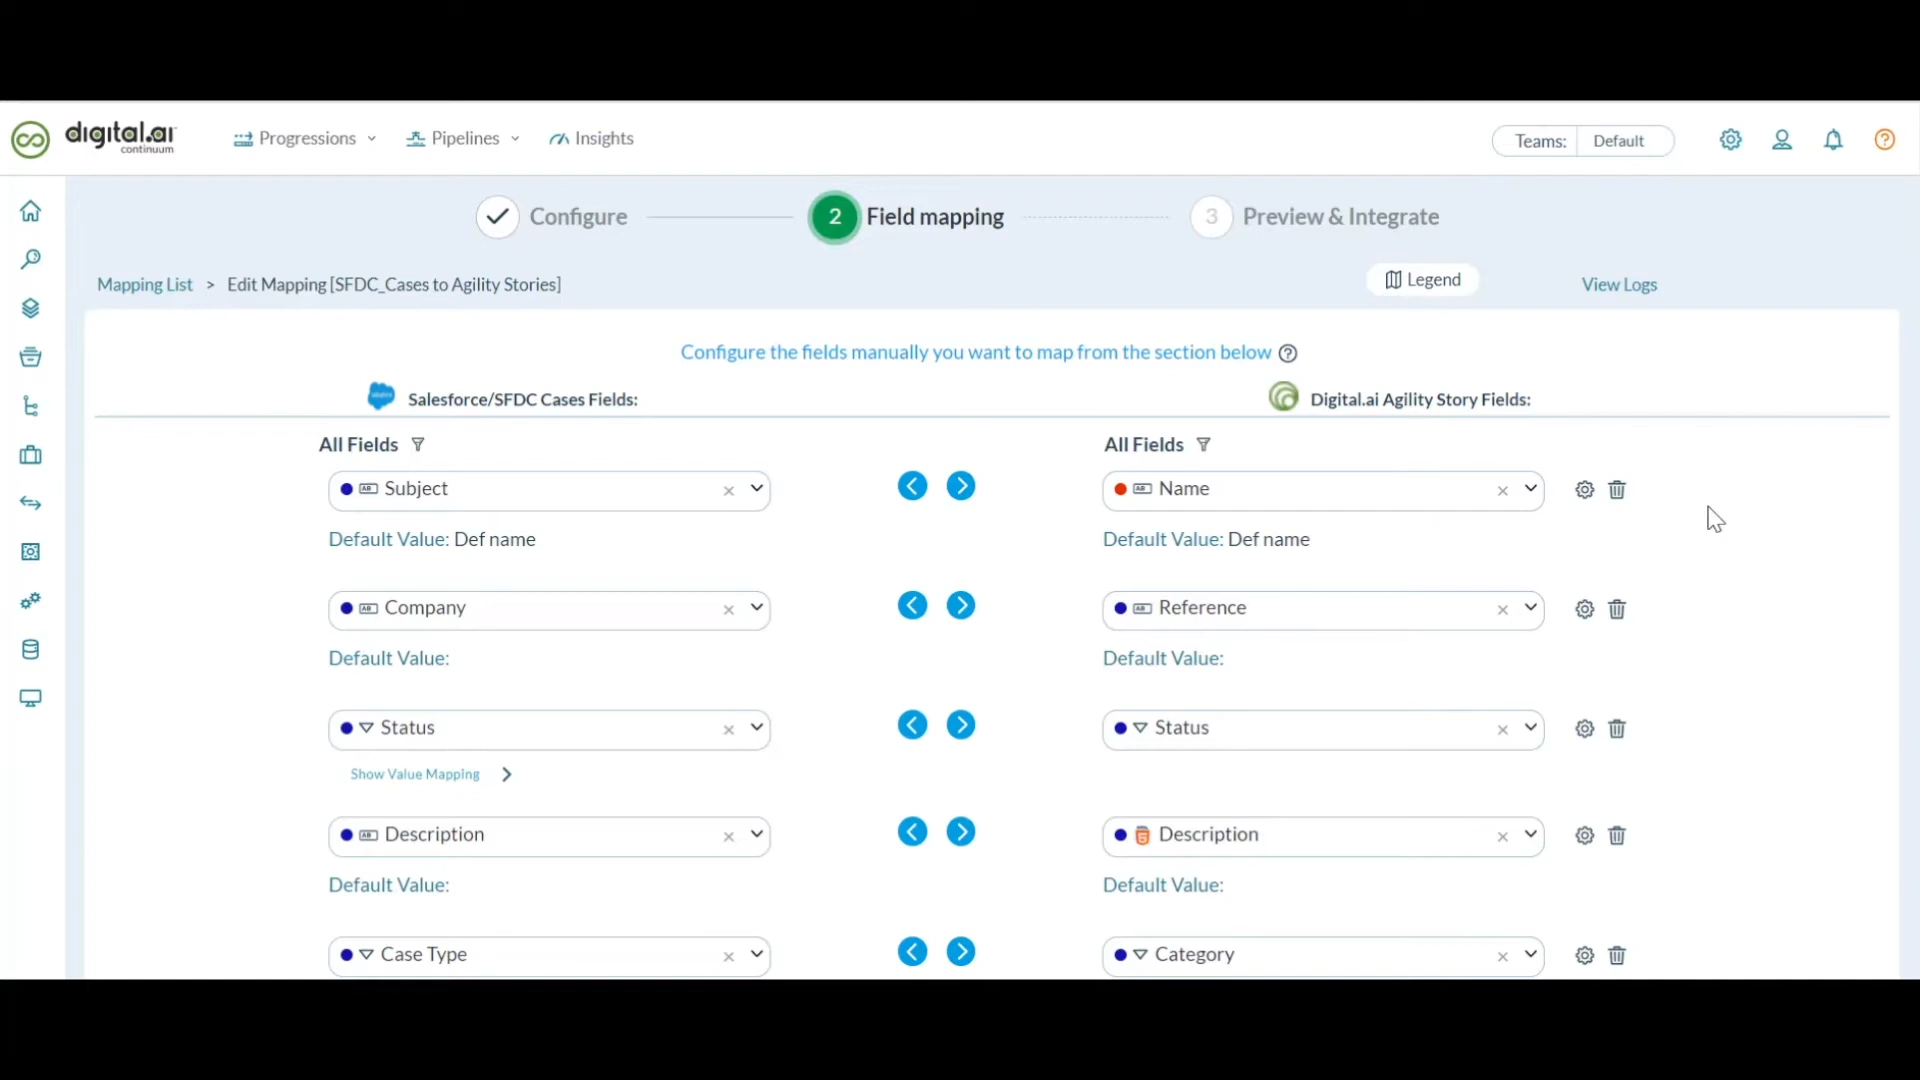 digital.ai
continuum
Progressions
Pipelines
Insights
Teams: Default
Configure
2 Field mapping
3 Preview & Integrate
Mapping List > Edit Mapping [SFDC_Cases to Agility Stories]
Legend
View Logs
Configure the fields manually you want to map from the section below
Salesforce/SFDC Cases Fields:
Digital.ai Agility Story Fields:
All Fields
All Fields
Subject
Name
Default Value: Def name
Default Value: Def name
Company
Reference
Default Value:
Default Value:
Status
Status
Show Value Mapping
Description
Description
Default Value:
Default Value:
Case Type
Category